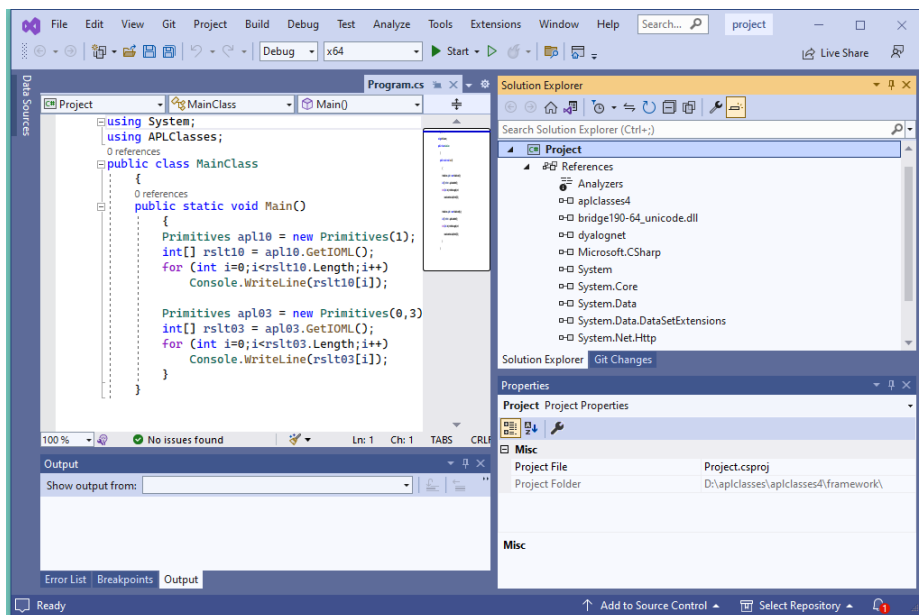 File Edit View Git Project Build Debug Test Analyze Tools Extensions Window Help Search... project
Debug x64 Start Live Share
Data Sources
Program.cs
Project MainClass Main()
using System;
using APLClasses;
0 references
public class MainClass
{
0 references
public static void Main()
{
Primitives apl10 = new Primitives(1);
int[] rslt10 = apl10.GetIOML();
for (int i=0;i<rslt10.Length;i++)
Console.WriteLine(rslt10[i]);
Primitives apl03 = new Primitives(0,3)
int[] rslt03 = apl03.GetIOML();
for (int i=0;i<rslt03.Length;i++)
Console.WriteLine(rslt03[i]);
}
}
100 % No issues found Ln: 1 Ch: 1 TABS CRLF
Output
Show output from:
Error List Breakpoints Output
Solution Explorer
Search Solution Explorer (Ctrl+;)
C# Project
References
Analyzers
aplclasses4
bridge190-64_unicode.dll
dyalognet
Microsoft.CSharp
System
System.Core
System.Data
System.Data.DataSetExtensions
System.Net.Http
Solution Explorer Git Changes
Properties
Project Project Properties
Misc
Project File Project.csproj
Project Folder D:\aplclasses\aplclasses4\framework\
Misc
Ready Add to Source Control Select Repository 1